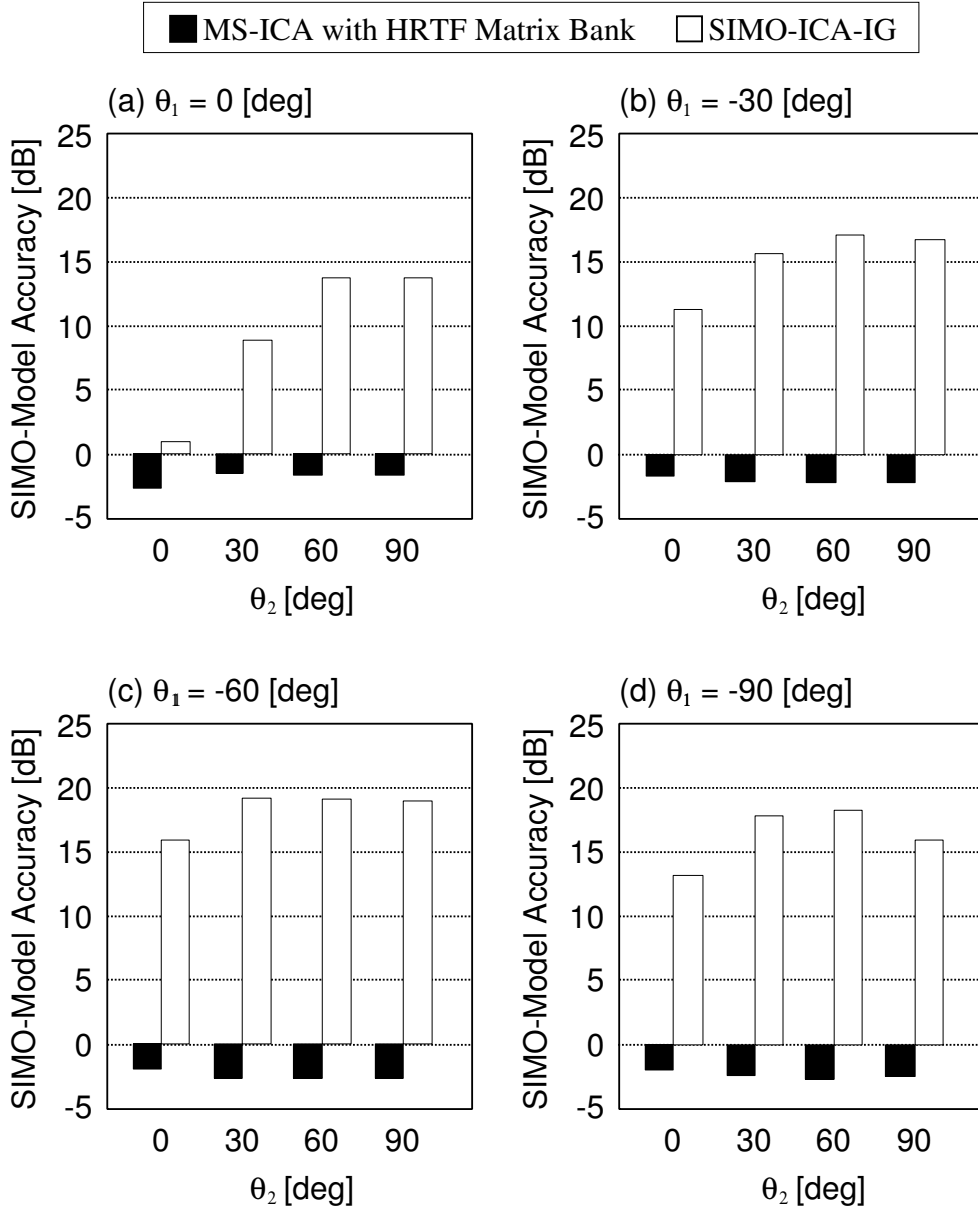 MS-ICA with HRTF Matrix Bank SIMO-ICA-IG
(a) θ1 = 0 [deg]
SIMO-Model Accuracy [dB]
25
20
15
10
5
0
-5
0 30 60 90
θ2 [deg]
(b) θ1 = -30 [deg]
SIMO-Model Accuracy [dB]
25
20
15
10
5
0
-5
0 30 60 90
θ2 [deg]
(c) θ1 = -60 [deg]
SIMO-Model Accuracy [dB]
25
20
15
10
5
0
-5
0 30 60 90
θ2 [deg]
(d) θ1 = -90 [deg]
SIMO-Model Accuracy [dB]
25
20
15
10
5
0
-5
0 30 60 90
θ2 [deg]